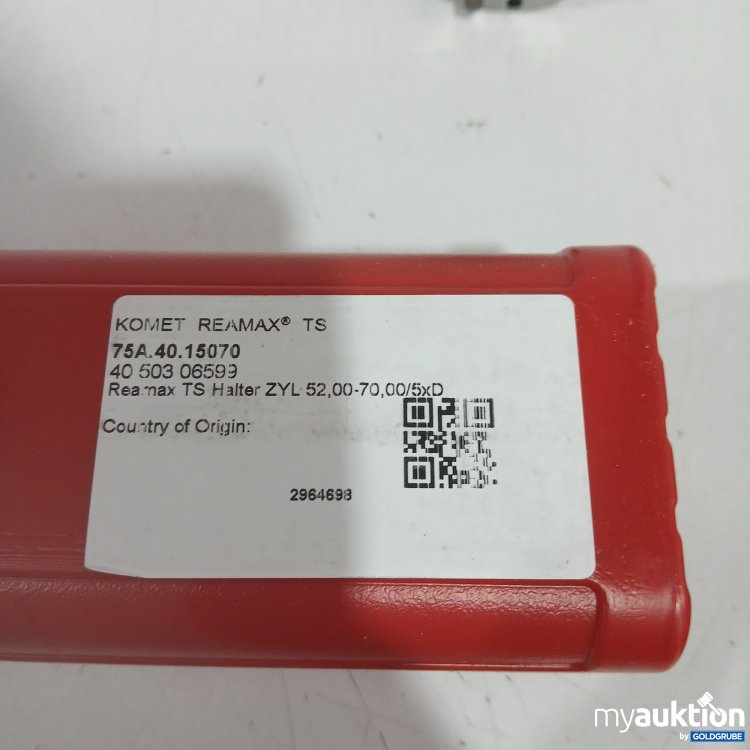 KOMET REAMAX® TS
75A.40.15070
40 603 06599
Reamax TS Halter ZYL 52,00-70,00/5xD
Country of Origin:
2964698
myauktion
by GOLDGRUBE